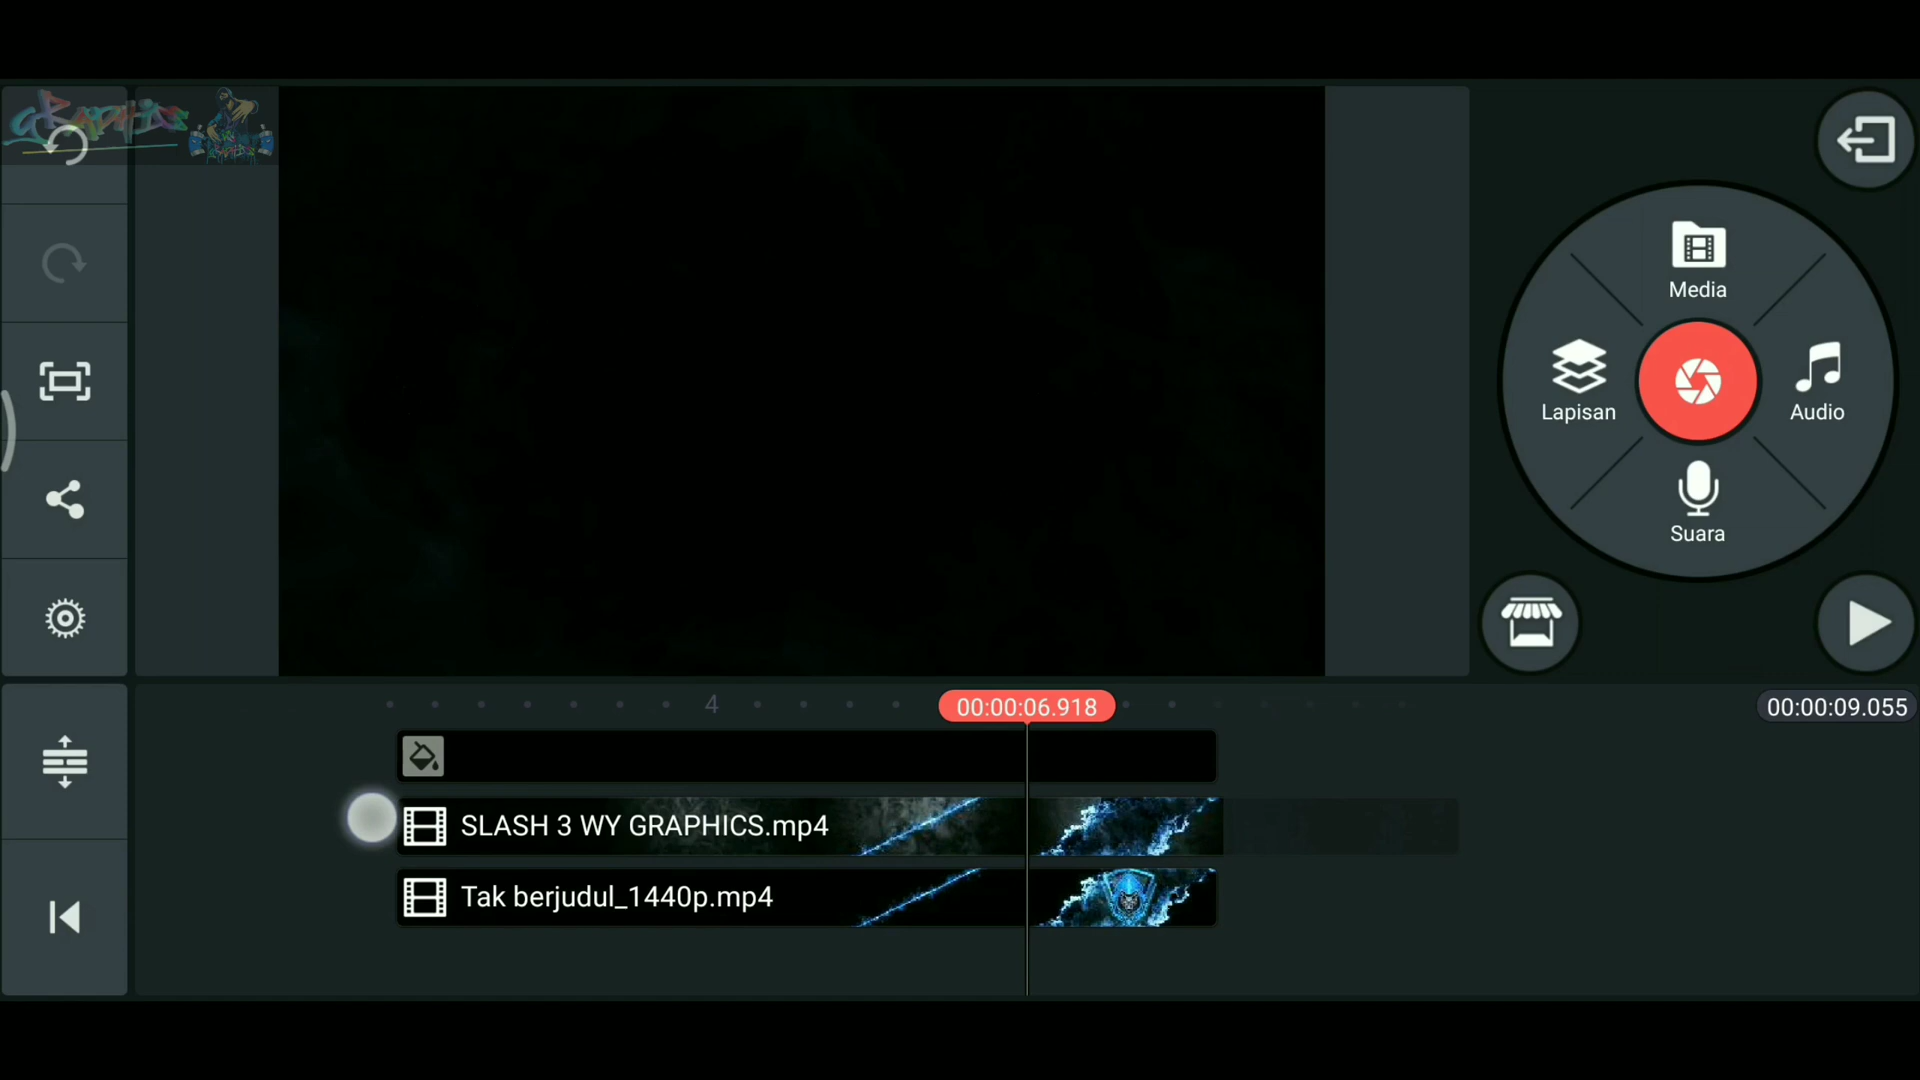 GRAPHICS
Media
Lapisan
Audio
Suara
4
00:00:06.918
00:00:09.055
SLASH 3 WY GRAPHICS.mp4
Tak berjudul_1440p.mp4